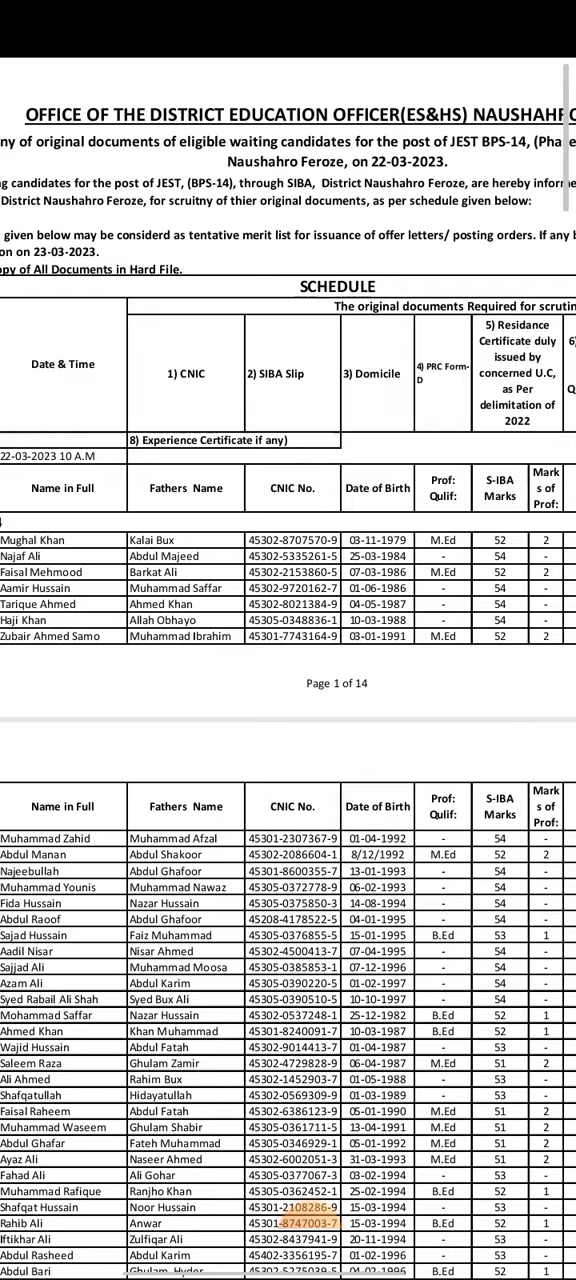 OFFICE OF THE DISTRICT EDUCATION OFFICER(ES&HS) NAUSHAHR
ny of original documents of eligible waiting candidates for the post of JEST BPS-14, (Phase
Naushahro Feroze, on 22-03-2023.
ng candidates for the post of JEST, (BPS-14), through SIBA, District Naushahro Feroze, are hereby inform
District Naushahro Feroze, for scruitny of thier original documents, as per schedule given below:
given below may be considerd as tentative merit list for issuance of offer letters/ posting orders. If any
on on 23-03-2023.
opy of All Documents in Hard File.
SCHEDULE
The original documents Required for scrutin
Date & Time 1) CNIC 2) SIBA Slip 3) Domicile 4) PRC Form-D 5) Residance Certificate duly issued by concerned U.C, as Per delimitation of 2022 6)
8) Experience Certificate if any)
22-03-2023 10 A.M
Name in Full Fathers Name CNIC No. Date of Birth Prof: Qulif: S-IBA Marks Mark s of Prof:
4
Mughal Khan Kalai Bux 45302-8707570-9 03-11-1979 M.Ed 52 2
Najaf Ali Abdul Majeed 45302-5335261-5 25-03-1984 - 54 -
Faisal Mehmood Barkat Ali 45302-2153860-5 07-03-1986 M.Ed 52 2
Aamir Hussain Muhammad Saffar 45302-9720162-7 01-06-1986 - 54 -
Tarique Ahmed Ahmed Khan 45302-8021384-9 04-05-1987 - 54 -
Haji Khan Allah Obhayo 45305-0348836-1 10-03-1988 - 54 -
Zubair Ahmed Samo Muhammad Ibrahim 45301-7743164-9 03-01-1991 M.Ed 52 2
Page 1 of 14
Name in Full Fathers Name CNIC No. Date of Birth Prof: Qulif: S-IBA Marks Mark s of Prof:
Muhammad Zahid Muhammad Afzal 45301-2307367-9 01-04-1992 - 54 -
Abdul Manan Abdul Shakoor 45302-2086604-1 8/12/1992 M.Ed 52 2
Najeebullah Abdul Ghafoor 45301-8600355-7 13-01-1993 - 54 -
Muhammad Younis Muhammad Nawaz 45305-0372778-9 06-02-1993 - 54 -
Fida Hussain Nazar Hussain 45305-0375850-3 14-08-1994 - 54 -
Abdul Raoof Abdul Ghafoor 45208-4178522-5 04-01-1995 - 54 -
Sajad Hussain Faiz Muhammad 45305-0376855-5 15-01-1995 B.Ed 53 1
Aadil Nisar Nisar Ahmed 45302-4500413-7 07-04-1995 - 54 -
Sajjad Ali Muhammad Moosa 45305-0385853-1 07-12-1996 - 54 -
Azam Ali Abdul Karim 45305-0390220-5 01-02-1997 - 54 -
Syed Rabail Ali Shah Syed Bux Ali 45305-0390510-5 10-10-1997 - 54 -
Mohammad Saffar Nazar Hussain 45302-0537248-1 25-12-1982 B.Ed 52 1
Ahmed Khan Khan Muhammad 45301-8240091-7 10-03-1987 B.Ed 52 1
Wajid Hussain Abdul Fatah 45302-9014413-7 01-04-1987 - 53 -
Saleem Raza Ghulam Zamir 45302-4729828-9 06-04-1987 M.Ed 51 2
Ali Ahmed Rahim Bux 45302-1452903-7 01-05-1988 - 53 -
Shafqatullah Hidayatullah 45302-0569309-9 01-03-1989 - 53 -
Faisal Raheem Abdul Fatah 45302-6386123-9 05-01-1990 M.Ed 51 2
Muhammad Waseem Ghulam Shabir 45305-0361711-5 13-04-1991 M.Ed 51 2
Abdul Ghafar Fateh Muhammad 45305-0346929-1 05-01-1992 M.Ed 51 2
Ayaz Ali Naseer Ahmed 45302-6002051-3 31-03-1993 M.Ed 51 2
Fahad Ali Ali Gohar 45305-0377067-3 03-02-1994 - 53 -
Muhammad Rafique Ranjho Khan 45305-0362452-1 25-02-1994 B.Ed 52 1
Shafqat Hussain Noor Hussain 45301-2108286-9 15-03-1994 - 53 -
Rahib Ali Anwar 45301-8747003-7 15-03-1994 B.Ed 52 1
Iftikhar Ali Zulfiqar Ali 45302-8437941-9 20-11-1994 - 53 -
Abdul Rasheed Abdul Karim 45402-3356195-7 01-02-1996 - 53 -
Abdul Bari Ghulam Hyder 45302-5275039-5 04-02-1996 B.Ed 52 1